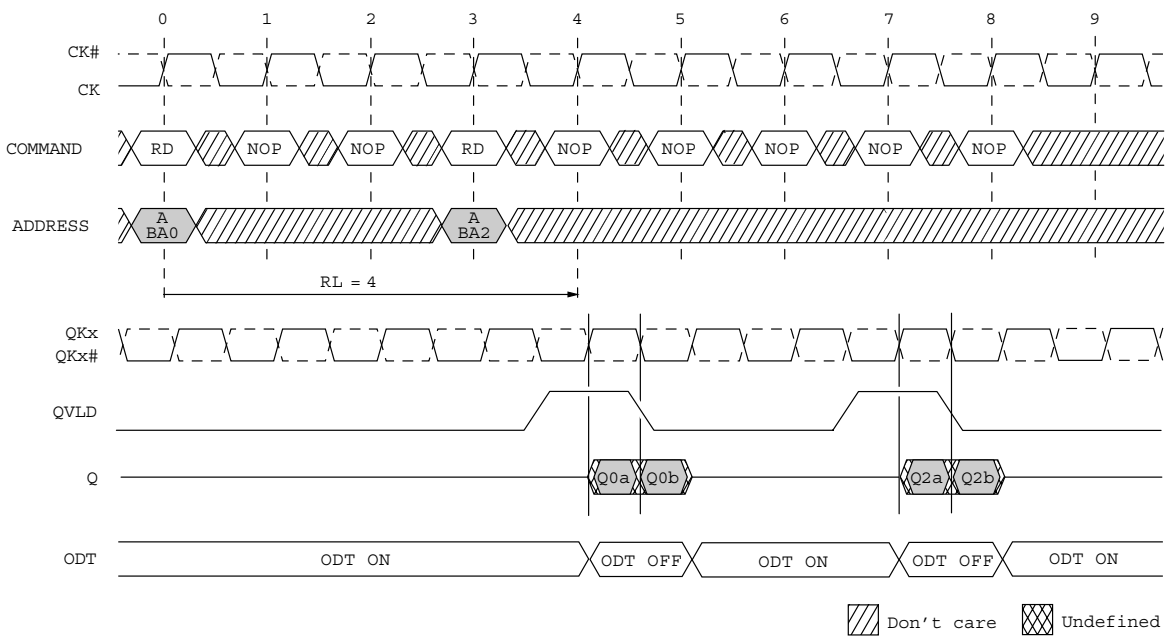 0 1 2 3 4 5 6 7 8 9
CK#
CK
COMMAND RD NOP NOP RD NOP NOP NOP NOP NOP
ADDRESS A BA0 A BA2
RL = 4
QKx
QKx#
QVLD
Q Q0a Q0b Q2a Q2b
ODT ODT ON ODT OFF ODT ON ODT OFF ODT ON
Don't care Undefined